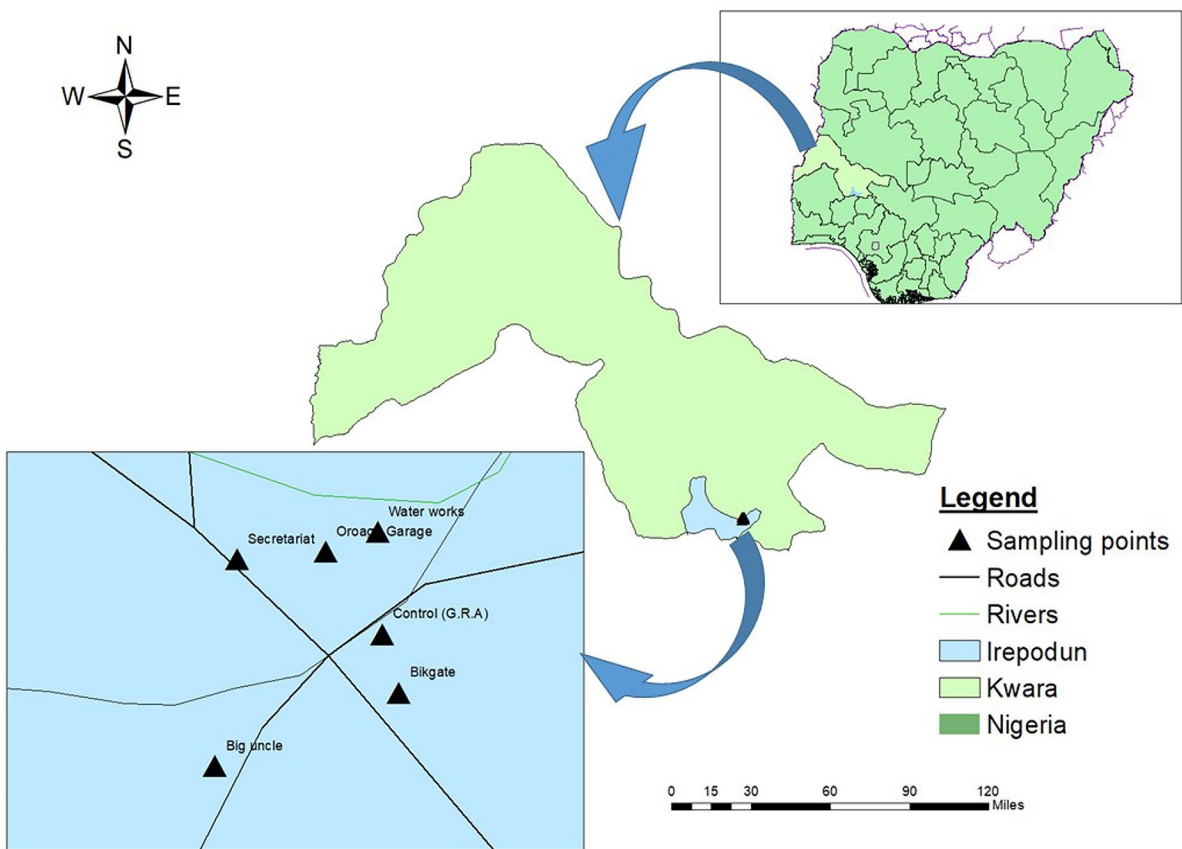 N
W E
S
Water works
Secretariat
Garage
Control (G.R.A)
Bikgate
Big uncle
Legend
Sampling points
Roads
Rivers
Irepodun
Kwara
Nigeria
0 15 30 60 90 120
Miles